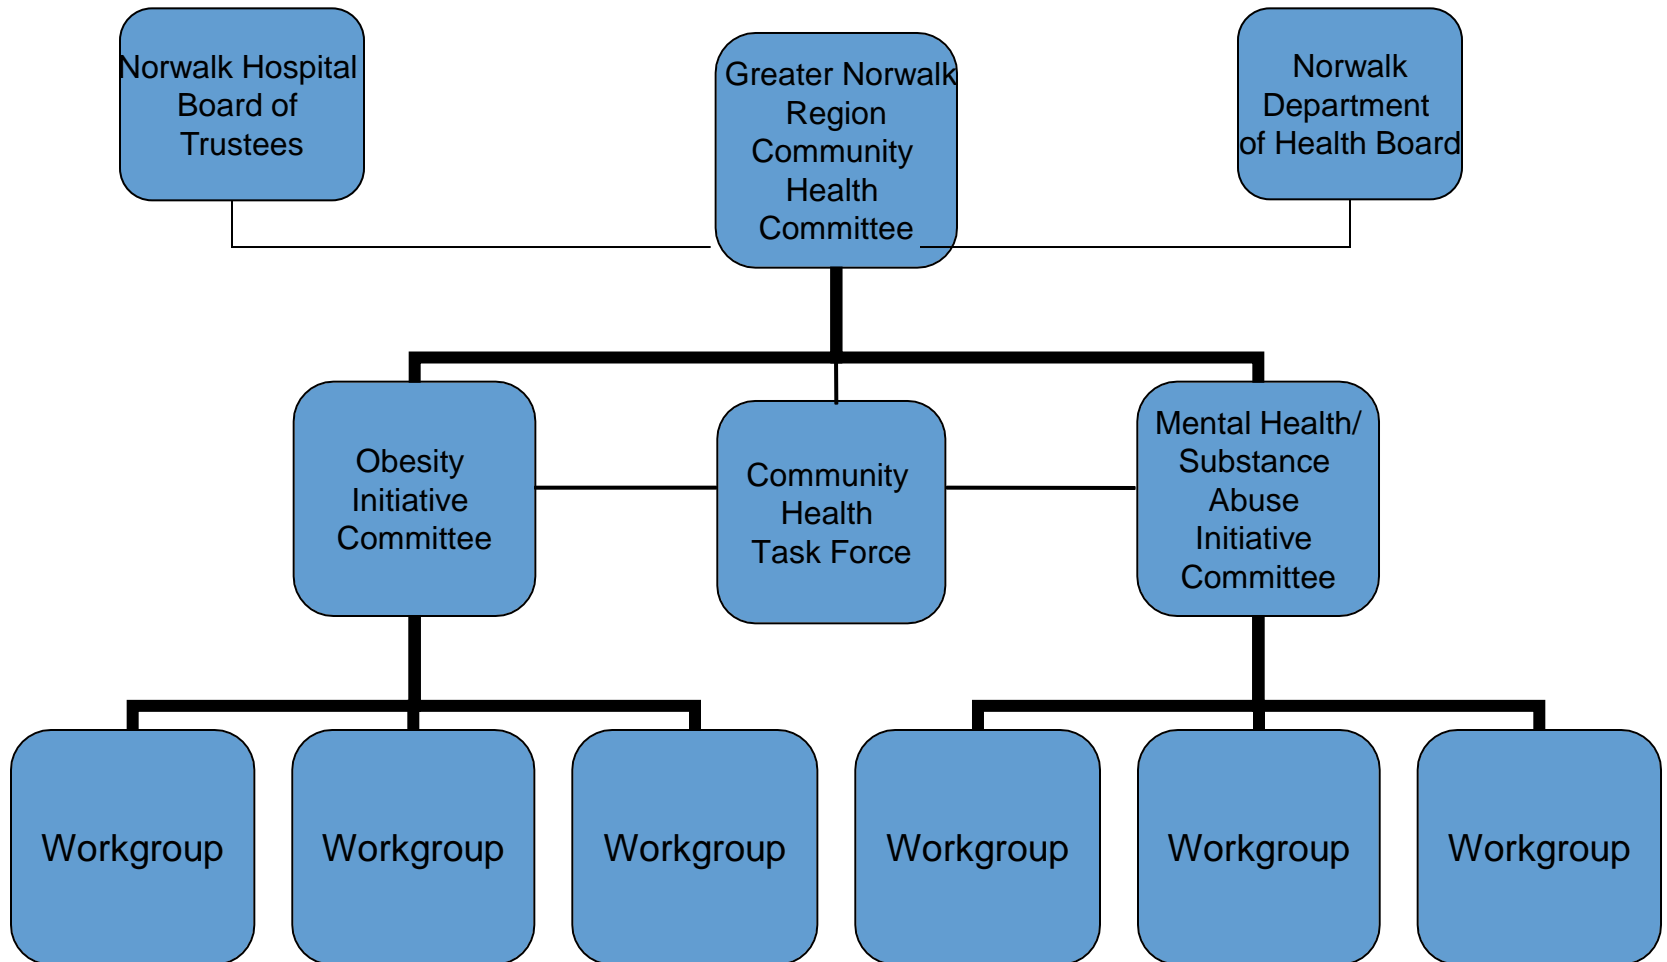 Norwalk Hospital
Board of
Trustees
Greater Norwalk
Region
Community
Health
Committee
Norwalk
Department
of Health Board
Obesity
Initiative
Committee
Community
Health
Task Force
Mental Health/
Substance
Abuse
Initiative
Committee
Workgroup
Workgroup
Workgroup
Workgroup
Workgroup
Workgroup